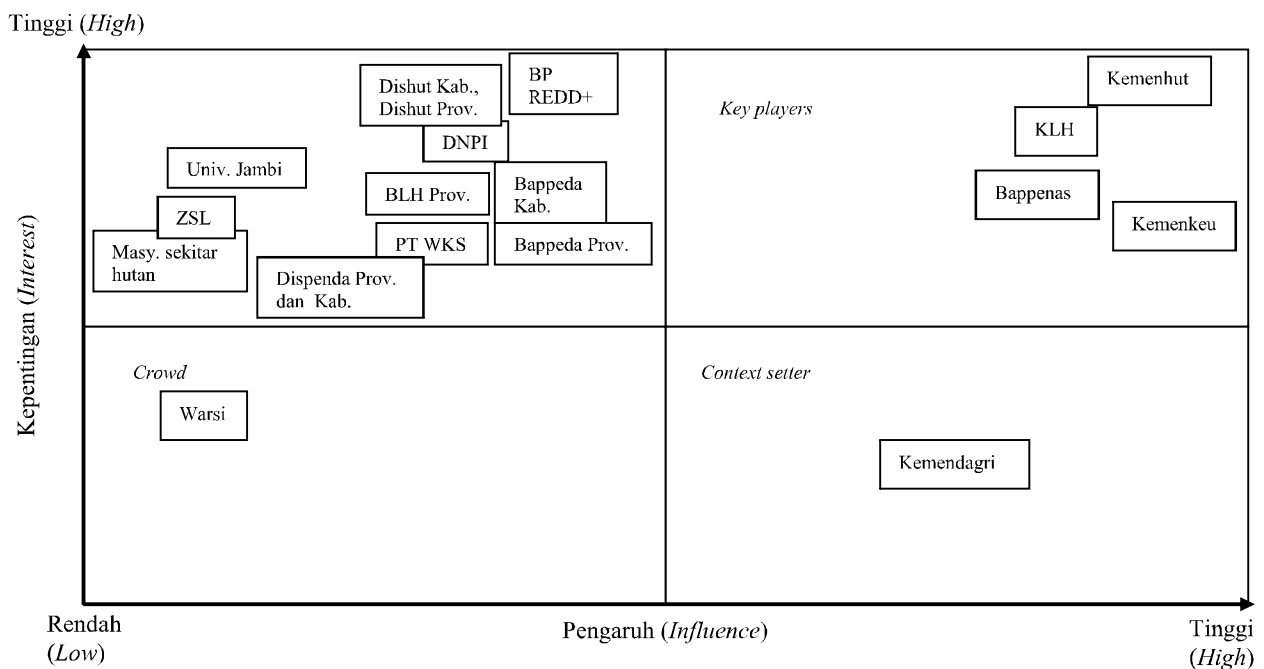 Tinggi (High)
Dishut Kab.,
Dishut Prov.
BP
REDD+
Key players
Kemenhut
KLH
DNPI
Univ. Jambi
BLH Prov.
Bappeda
Kab.
Bappenas
ZSL
Kemenkeu
Masy. sekitar
hutan
PT WKS
Bappeda Prov.
Dispenda Prov.
dan Kab.
Kepentingan (Interest)
Crowd
Context setter
Warsi
Kemendagri
Rendah
(Low)
Pengaruh (Influence)
Tinggi
(High)